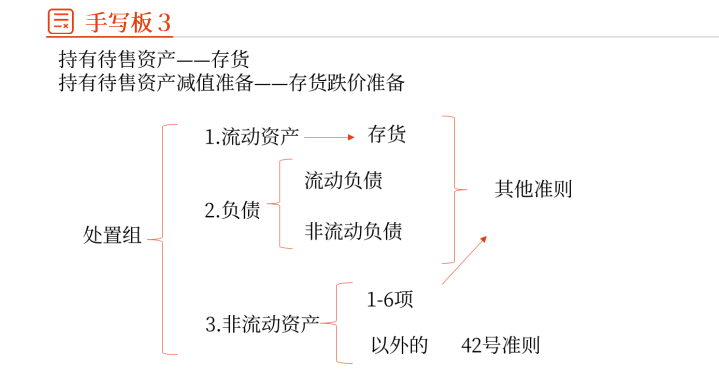 手写板 3
持有待售资产——存货
持有待售资产减值准备——存货跌价准备
1.流动资产
存货
流动负债
其他准则
2.负债
非流动负债
处置组
1-6项
3.非流动资产
以外的
42号准则